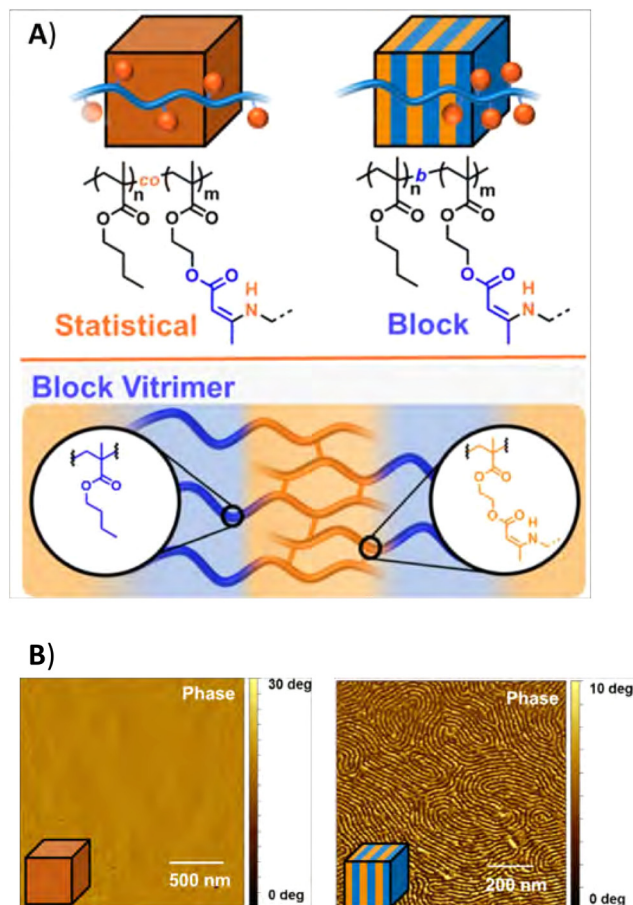 A)
n co m
O O O O
O O
H
N
n b m
O O O O
O O
H
N
Statistical Block
Block Vitrimer
O O
O O
O O
H
N
B)
Phase 30 deg
500 nm
0 deg
Phase 10 deg
200 nm
0 deg